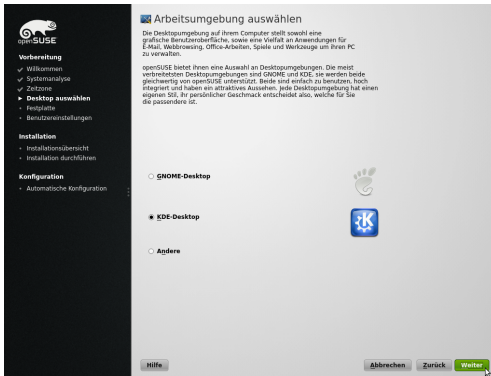 openSUSE
Vorbereitung
Willkommen
Systemanalyse
Zeitzone
Desktop auswählen
Festplatte
Benutzereinstellungen
Installation
Installationsübersicht
Installation durchführen
Konfiguration
Automatische Konfiguration
Arbeitsumgebung auswählen
Die Desktopumgebung auf ihrem Computer stellt sowohl eine
grafische Benutzeroberfläche, sowie eine Vielfalt an Anwendungen für
E-Mail, Webbrowsing, Office-Arbeiten, Spiele und Werkzeuge um ihren PC
zu verwalten.
openSUSE bietet ihnen eine Auswahl an Desktopumgebungen. Die meist
verbreitetsten Desktopumgebungen sind GNOME und KDE, sie werden beide
gleichwertig von openSUSE unterstützt. Beide sind einfach zu benutzen, hoch
integriert und haben ein attraktives Aussehen. Jede Desktopumgebung hat einen
eigenen Stil, ihr persönlicher Geschmack entscheidet also, welche für Sie
die passendere ist.
GNOME-Desktop
KDE-Desktop
Andere
Hilfe
Abbrechen
Zurück
Weiter